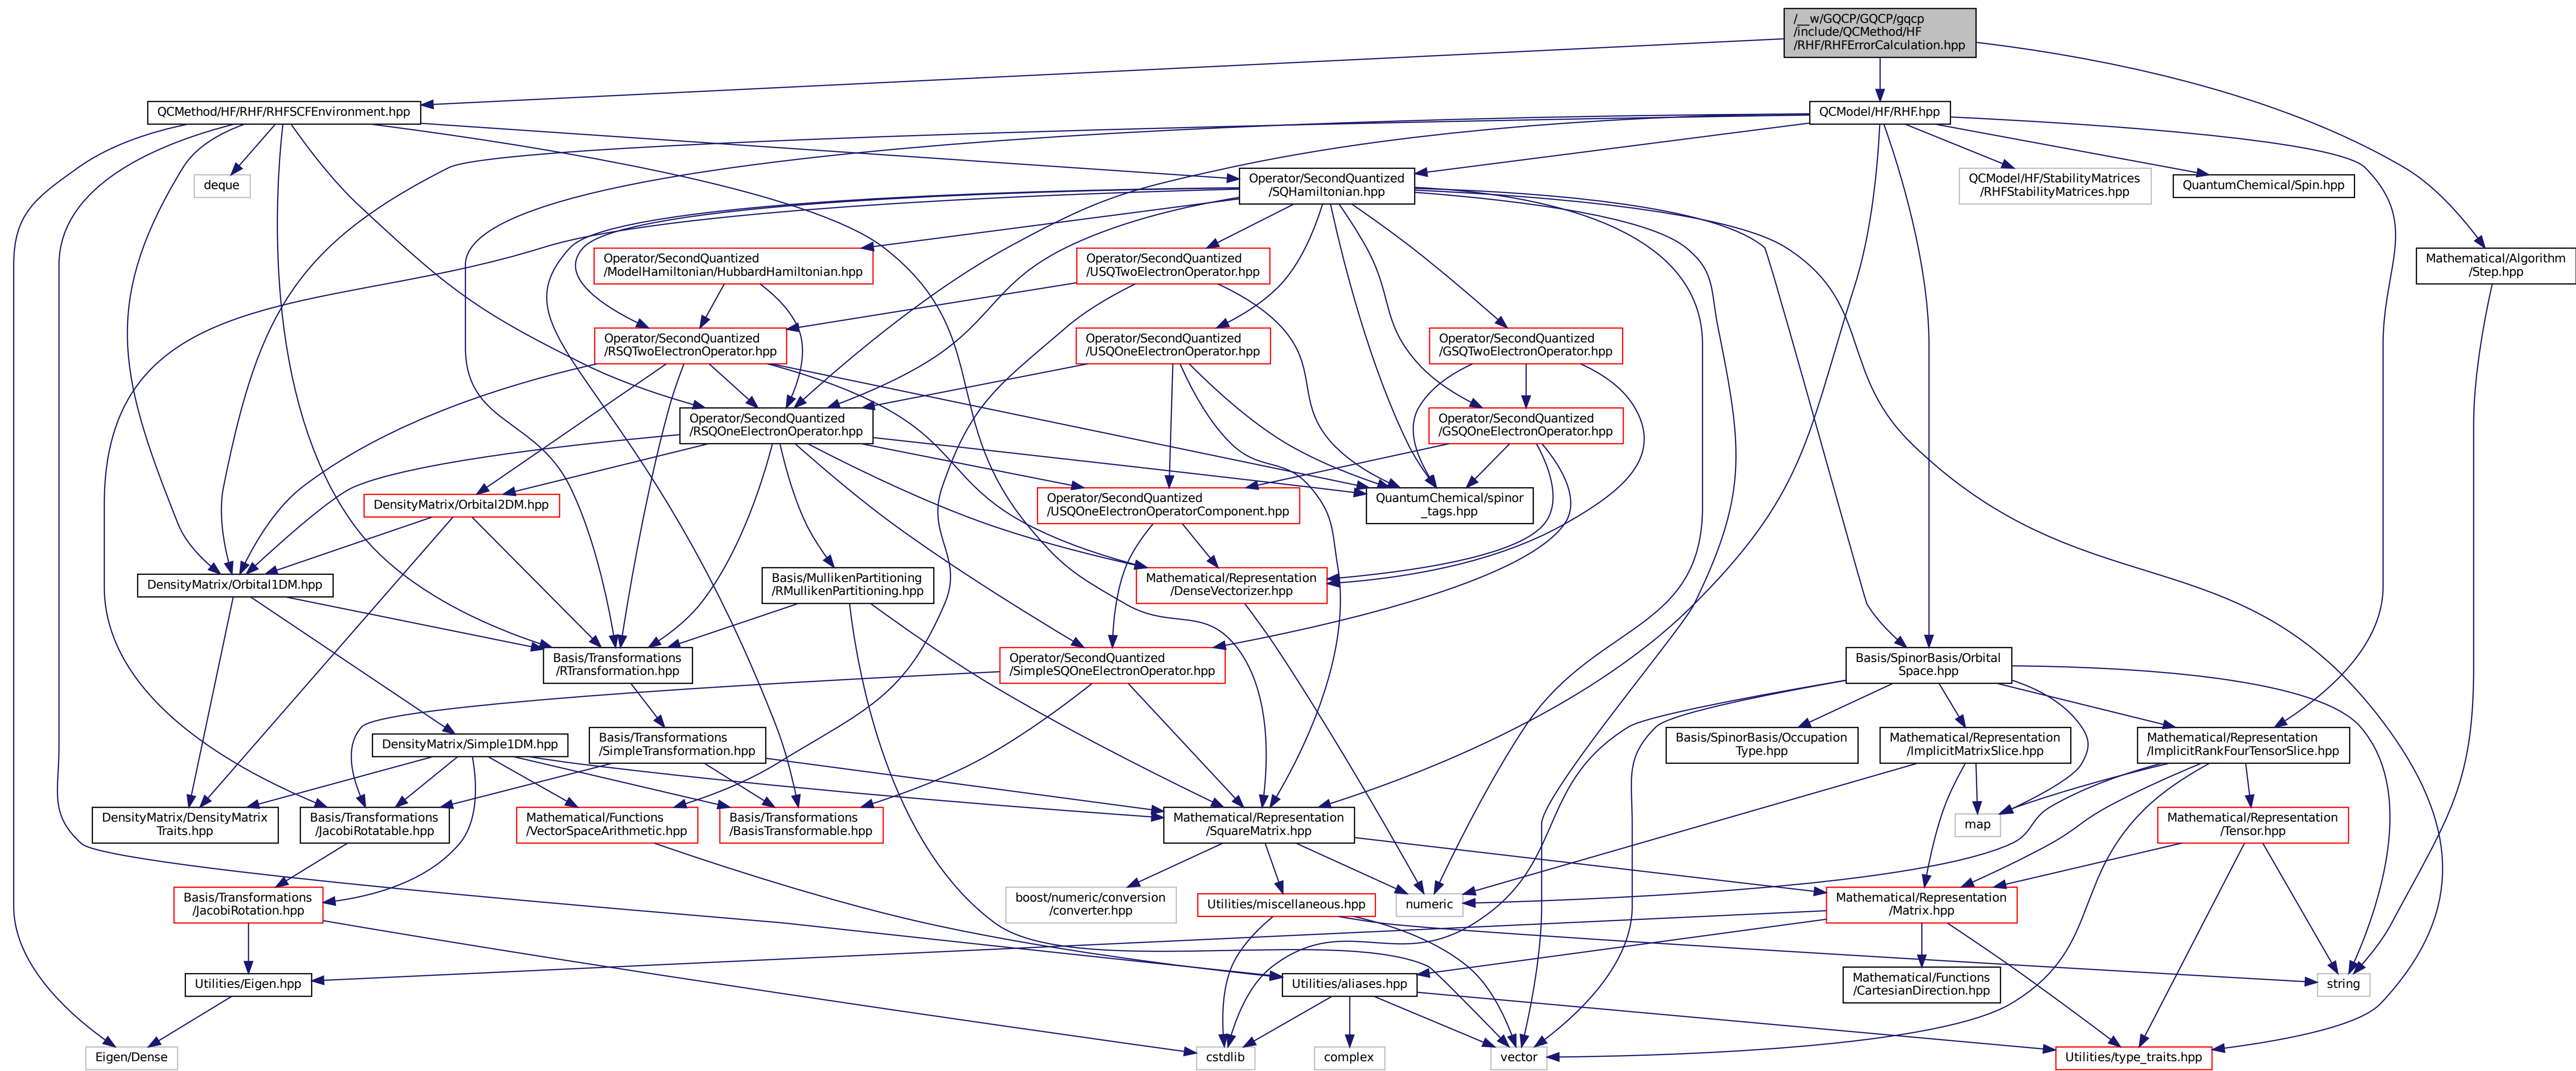 /__w/GQCP/GQCP/gqcp
/include/QCMethod/HF
/RHF/RHFErrorCalculation.hpp
QCMethod/HF/RHF/RHFSCFEnvironment.hpp
QCModel/HF/RHF.hpp
deque
Operator/SecondQuantized
/SQHamiltonian.hpp
QCModel/HF/StabilityMatrices
/RHFStabilityMatrices.hpp
QuantumChemical/Spin.hpp
Operator/SecondQuantized
/ModelHamiltonian/HubbardHamiltonian.hpp
Operator/SecondQuantized
/USQTwoElectronOperator.hpp
Mathematical/Algorithm
/Step.hpp
Operator/SecondQuantized
/RSQTwoElectronOperator.hpp
Operator/SecondQuantized
/USQOneElectronOperator.hpp
Operator/SecondQuantized
/GSQTwoElectronOperator.hpp
Operator/SecondQuantized
/RSQOneElectronOperator.hpp
Operator/SecondQuantized
/GSQOneElectronOperator.hpp
DensityMatrix/Orbital2DM.hpp
Operator/SecondQuantized
/USQOneElectronOperatorComponent.hpp
QuantumChemical/spinor
_tags.hpp
DensityMatrix/Orbital1DM.hpp
Basis/MullikenPartitioning
/RMullikenPartitioning.hpp
Mathematical/Representation
/DenseVectorizer.hpp
Basis/Transformations
/RTransformation.hpp
Operator/SecondQuantized
/SimpleSQOneElectronOperator.hpp
Basis/SpinorBasis/Orbital
Space.hpp
DensityMatrix/Simple1DM.hpp
Basis/Transformations
/SimpleTransformation.hpp
Basis/SpinorBasis/Occupation
Type.hpp
Mathematical/Representation
/ImplicitMatrixSlice.hpp
Mathematical/Representation
/ImplicitRankFourTensorSlice.hpp
DensityMatrix/DensityMatrix
Traits.hpp
Basis/Transformations
/JacobiRotatable.hpp
Mathematical/Functions
/VectorSpaceArithmetic.hpp
Basis/Transformations
/BasisTransformable.hpp
Mathematical/Representation
/SquareMatrix.hpp
map
Mathematical/Representation
/Tensor.hpp
Basis/Transformations
/JacobiRotation.hpp
boost/numeric/conversion
/converter.hpp
Utilities/miscellaneous.hpp
numeric
Mathematical/Representation
/Matrix.hpp
Utilities/Eigen.hpp
Utilities/aliases.hpp
Mathematical/Functions
/CartesianDirection.hpp
string
Eigen/Dense
cstdlib
complex
vector
Utilities/type_traits.hpp